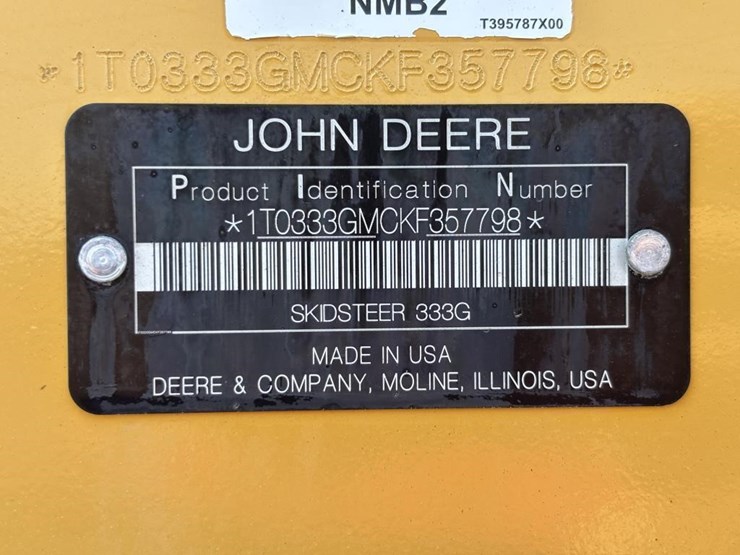 NMB2
T395787X00
*1T0333GMCKF357798*
JOHN DEERE
Product Identification Number
*1T0333GMCKF357798*
SKIDSTEER 333G
MADE IN USA
DEERE & COMPANY, MOLINE, ILLINOIS, USA